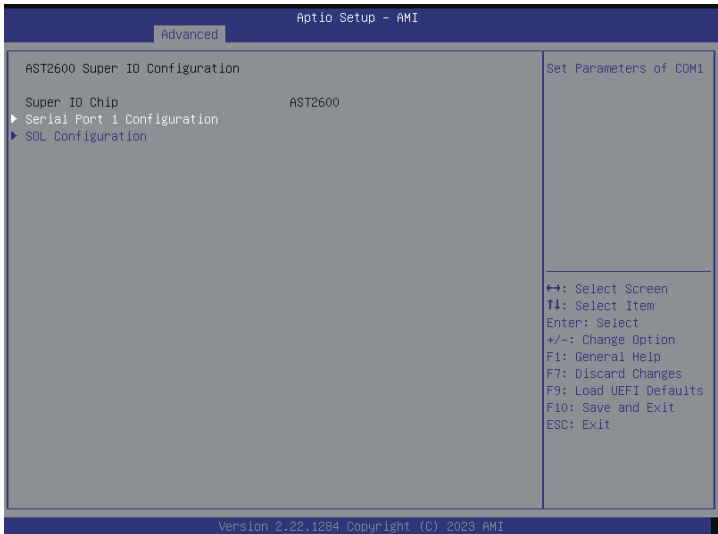 Aptio Setup – AMI
Advanced
AST2600 Super IO Configuration
Super IO Chip AST2600
Serial Port 1 Configuration
SOL Configuration
Set Parameters of COM1
↔: Select Screen
↑↓: Select Item
Enter: Select
+/-: Change Option
F1: General Help
F7: Discard Changes
F9: Load UEFI Defaults
F10: Save and Exit
ESC: Exit
Version 2.22.1284 Copyright (C) 2023 AMI